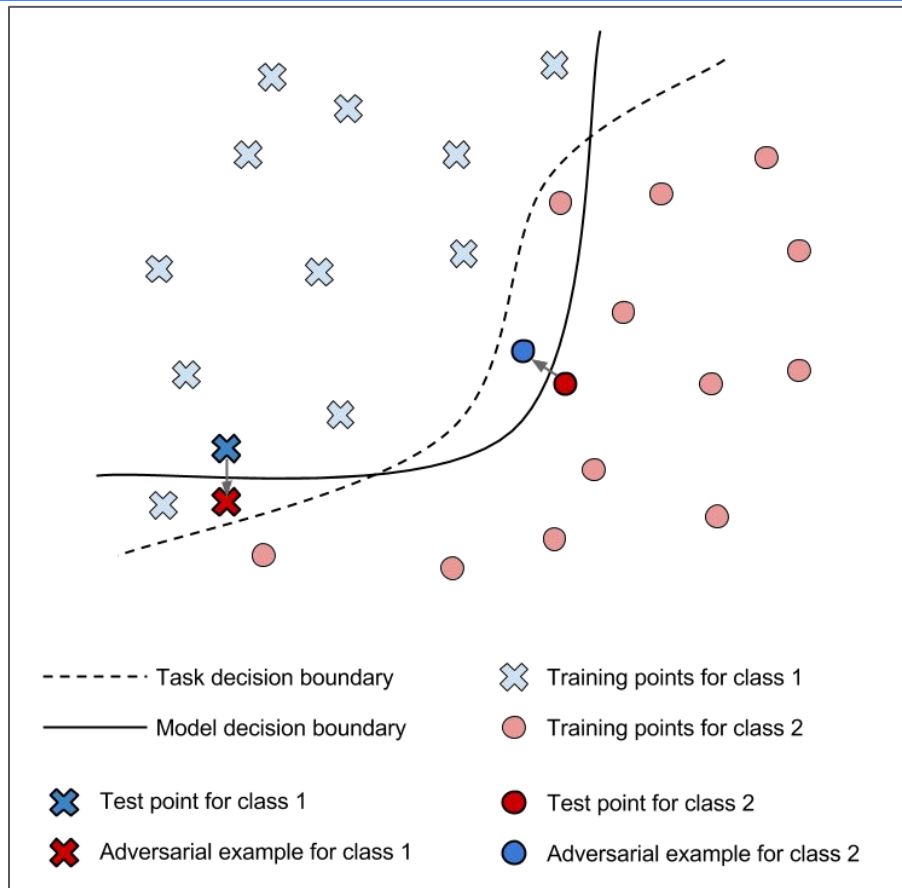 Task decision boundary
Training points for class 1
Model decision boundary
Training points for class 2
Test point for class 1
Test point for class 2
Adversarial example for class 1
Adversarial example for class 2